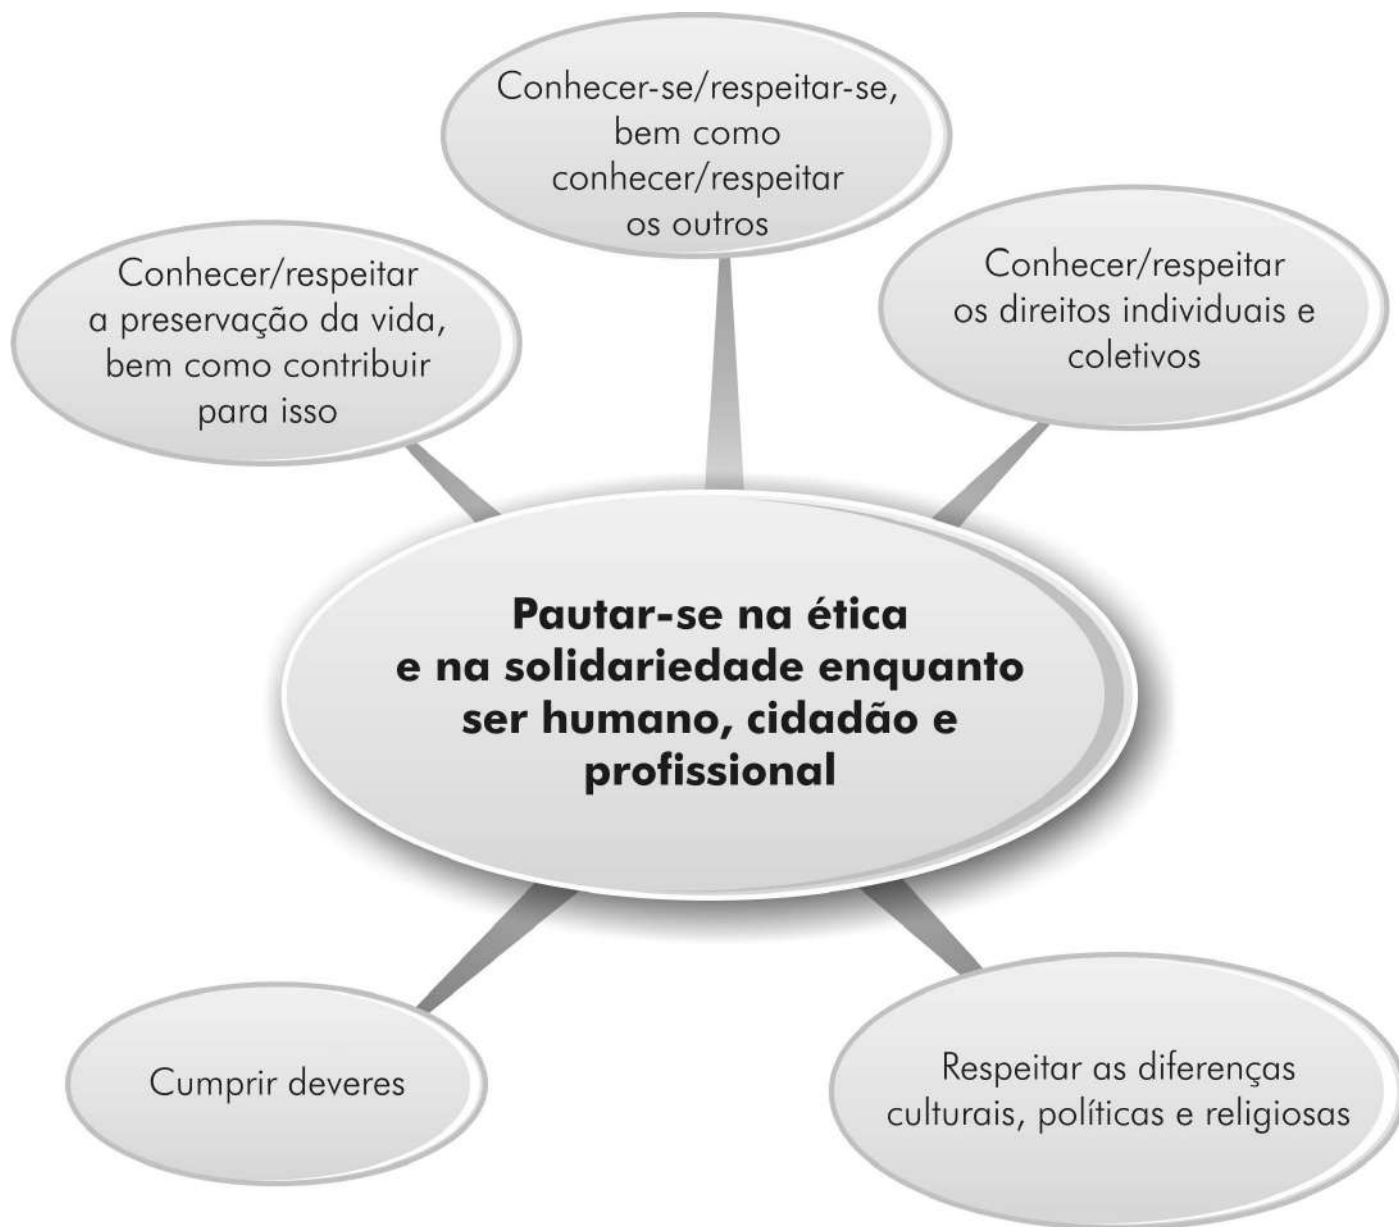 Conhecer-se/respeitar-se,
bem como
conhecer/respeitar
os outros
Conhecer/respeitar
a preservação da vida,
bem como contribuir
para isso
Conhecer/respeitar
os direitos individuais e
coletivos
Pautar-se na ética
e na solidariedade enquanto
ser humano, cidadão e
profissional
Cumprir deveres
Respeitar as diferenças
culturais, políticas e religiosas